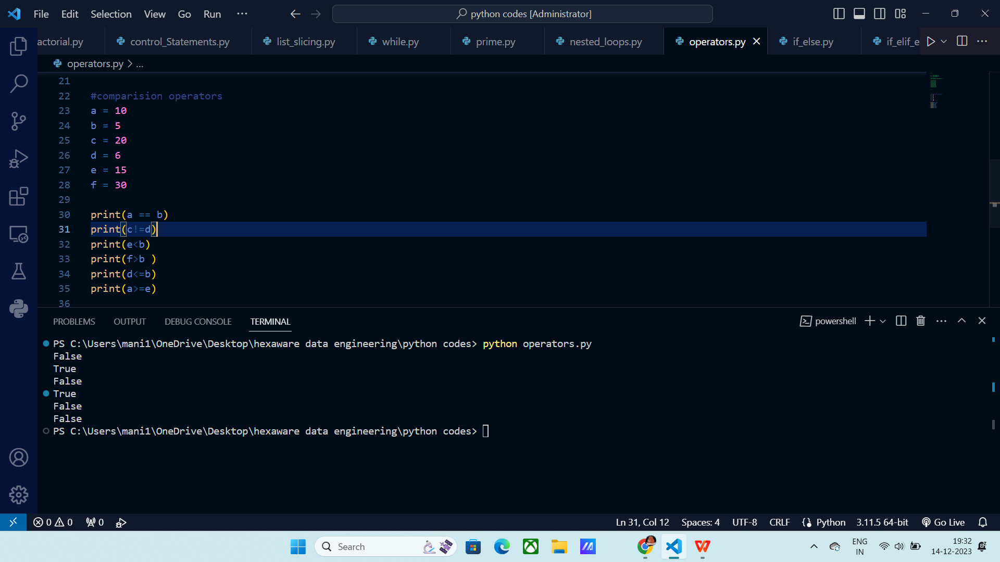 File Edit Selection View Go Run ··· python codes [Administrator]
actorial.py control_Statements.py list_slicing.py while.py prime.py nested_loops.py operators.py if_else.py if_elif_e
operators.py > ...
21
22 #comparision operators
23 a = 10
24 b = 5
25 c = 20
26 d = 6
27 e = 15
28 f = 30
29
30 print(a == b)
31 print(c!=d)
32 print(e<b)
33 print(f>b )
34 print(d<=b)
35 print(a>=e)
36
PROBLEMS OUTPUT DEBUG CONSOLE TERMINAL powershell
PS C:\Users\mani1\OneDrive\Desktop\hexaware data engineering\python codes> python operators.py
False
True
False
True
False
False
PS C:\Users\mani1\OneDrive\Desktop\hexaware data engineering\python codes>
0 0 0 Ln 31, Col 12 Spaces: 4 UTF-8 CRLF Python 3.11.5 64-bit Go Live
Search ENG 19:32
IN 14-12-2023